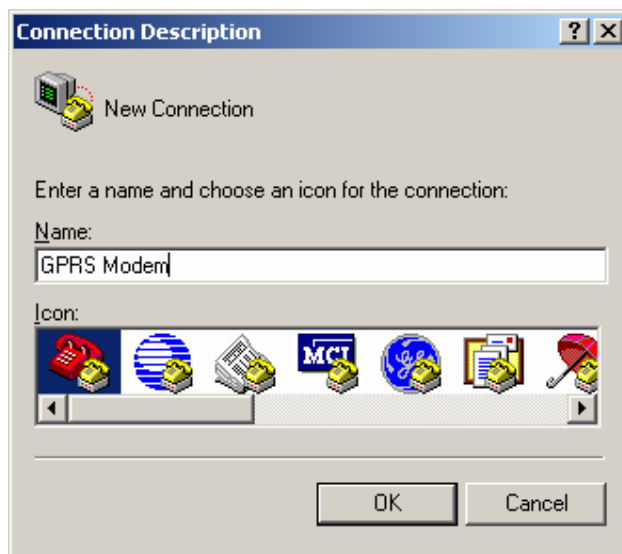 Connection Description
New Connection
Enter a name and choose an icon for the connection:
Name:
GPRS Modem
Icon:
MCI
OK Cancel